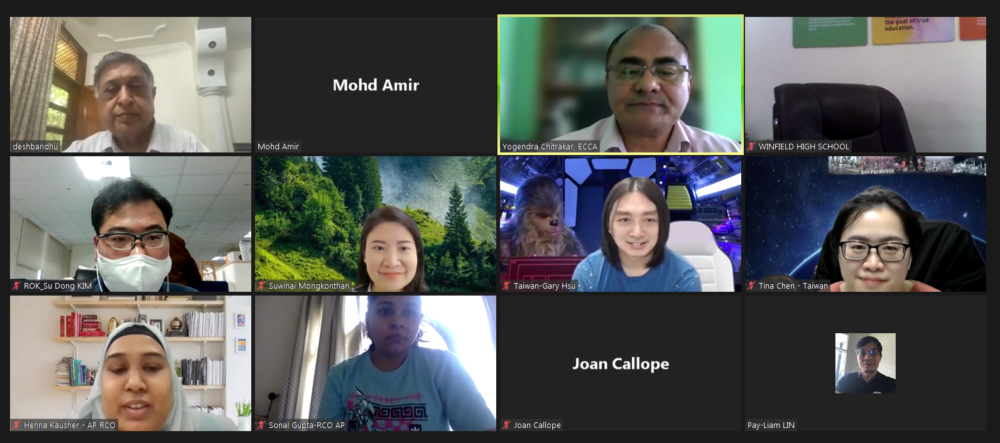 the goal of true
education.
deshbandhu
Mohd Amir
Mohd Amir
Yogendra Chitrakar, ECCA
WINFIELD HIGH SCHOOL
SAN FRANCISCO
ROK_Su Dong KIM
Suwinai Mongkonthan
Taiwan-Gary Hsu
Tina Chen - Taiwan
Henna Kausher - AP RCO
Sonal Gupta-RCO AP
Joan Callope
Joan Callope
Pay-Liam LIN